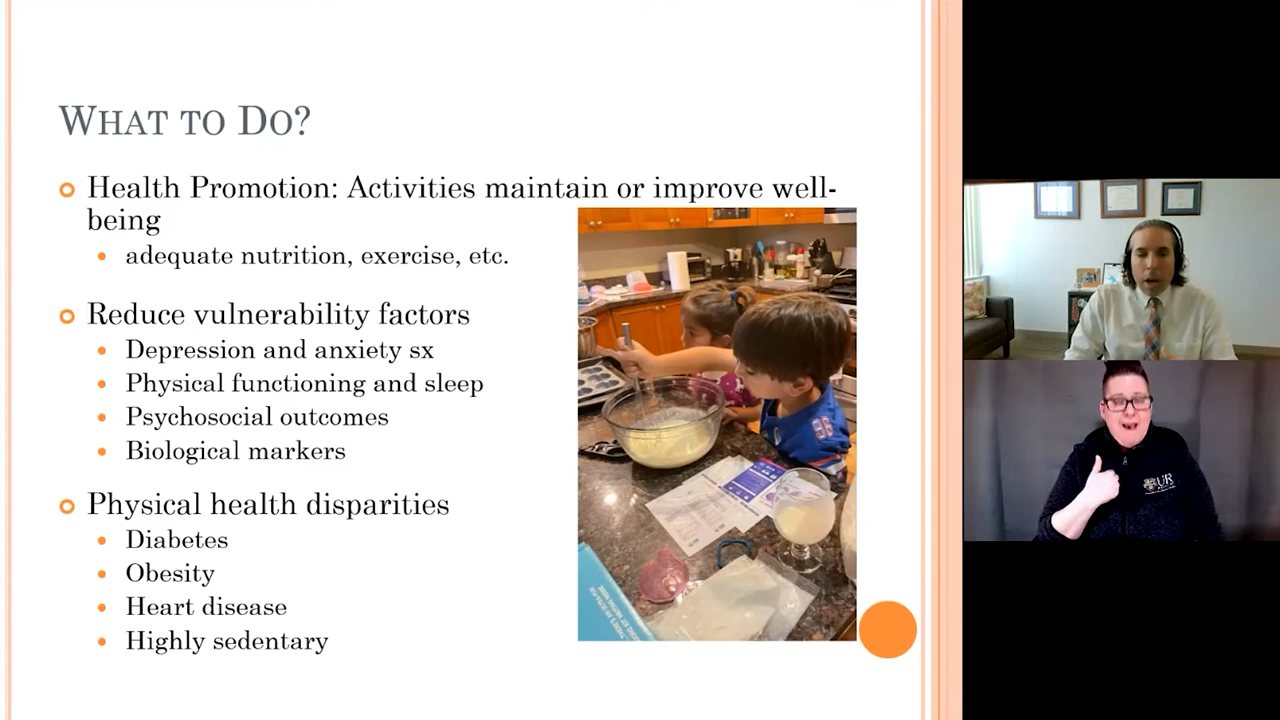 WHAT TO DO?
Health Promotion: Activities maintain or improve well-
being
adequate nutrition, exercise, etc.
Reduce vulnerability factors
Depression and anxiety sx
Physical functioning and sleep
Psychosocial outcomes
Biological markers
Physical health disparities
Diabetes
Obesity
Heart disease
Highly sedentary
UR